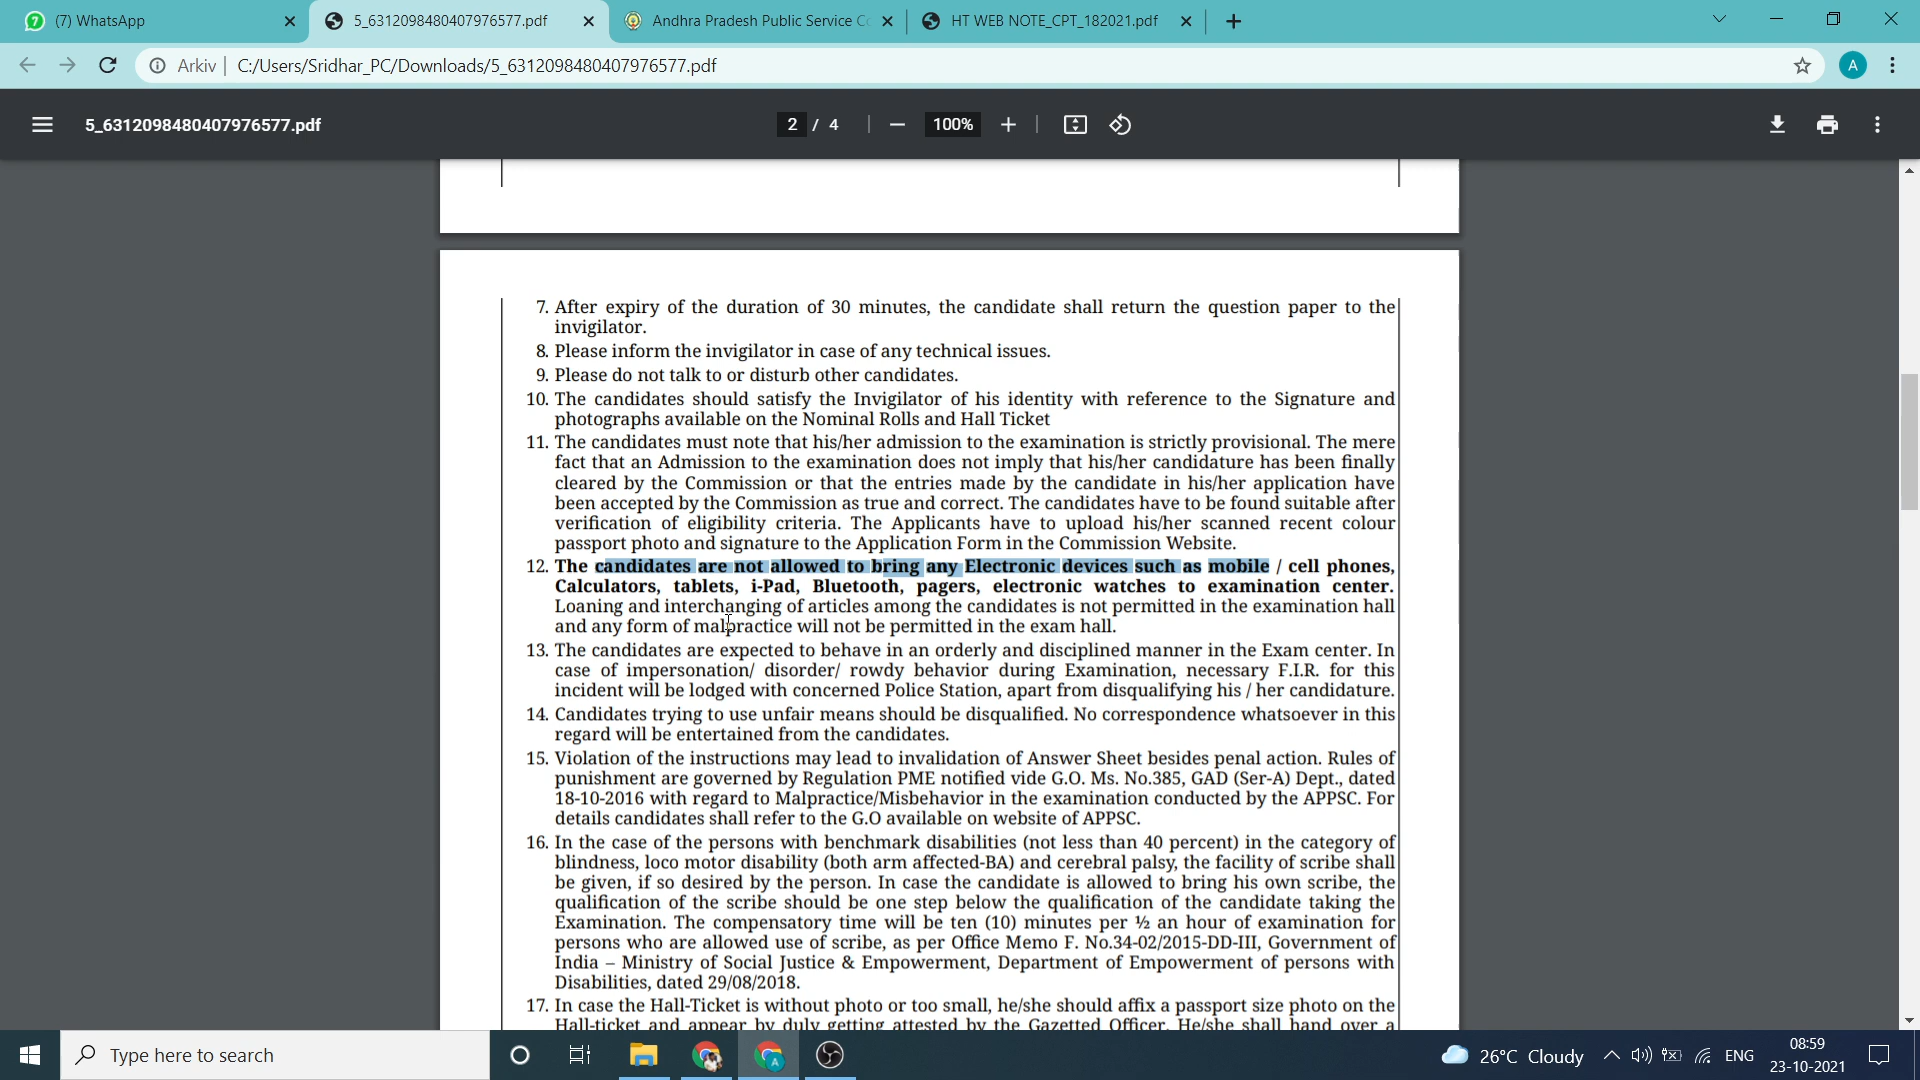 (7) WhatsApp
5_6312098480407976577.pdf
Andhra Pradesh Public Service C
HT WEB NOTE_CPT_182021.pdf
Arkiv
C:/Users/Sridhar_PC/Downloads/5_6312098480407976577.pdf
A
5_6312098480407976577.pdf
2 / 4
100%
7. After expiry of the duration of 30 minutes, the candidate shall return the question paper to the
invigilator.
8. Please inform the invigilator in case of any technical issues.
9. Please do not talk to or disturb other candidates.
10. The candidates should satisfy the Invigilator of his identity with reference to the Signature and
photographs available on the Nominal Rolls and Hall Ticket
11. The candidates must note that his/her admission to the examination is strictly provisional. The mere
fact that an Admission to the examination does not imply that his/her candidature has been finally
cleared by the Commission or that the entries made by the candidate in his/her application have
been accepted by the Commission as true and correct. The candidates have to be found suitable after
verification of eligibility criteria. The Applicants have to upload his/her scanned recent colour
passport photo and signature to the Application Form in the Commission Website.
12. The candidates are not allowed to bring any Electronic devices such as mobile / cell phones,
Calculators, tablets, i-Pad, Bluetooth, pagers, electronic watches to examination center.
Loaning and interchanging of articles among the candidates is not permitted in the examination hall
and any form of malpractice will not be permitted in the exam hall.
13. The candidates are expected to behave in an orderly and disciplined manner in the Exam center. In
case of impersonation/ disorder/ rowdy behavior during Examination, necessary F.I.R. for this
incident will be lodged with concerned Police Station, apart from disqualifying his / her candidature.
14. Candidates trying to use unfair means should be disqualified. No correspondence whatsoever in this
regard will be entertained from the candidates.
15. Violation of the instructions may lead to invalidation of Answer Sheet besides penal action. Rules of
punishment are governed by Regulation PME notified vide G.O. Ms. No.385, GAD (Ser-A) Dept., dated
18-10-2016 with regard to Malpractice/Misbehavior in the examination conducted by the APPSC. For
details candidates shall refer to the G.O available on website of APPSC.
16. In the case of the persons with benchmark disabilities (not less than 40 percent) in the category of
blindness, loco motor disability (both arm affected-BA) and cerebral palsy, the facility of scribe shall
be given, if so desired by the person. In case the candidate is allowed to bring his own scribe, the
qualification of the scribe should be one step below the qualification of the candidate taking the
Examination. The compensatory time will be ten (10) minutes per ½ an hour of examination for
persons who are allowed use of scribe, as per Office Memo F. No.34-02/2015-DD-III, Government of
India – Ministry of Social Justice & Empowerment, Department of Empowerment of persons with
Disabilities, dated 29/08/2018.
17. In case the Hall-Ticket is without photo or too small, he/she should affix a passport size photo on the
Hall-ticket and appear by duly getting attested by the Gazetted Officer. He/she shall hand over a
Type here to search
26°C Cloudy
ENG
08:59
23-10-2021